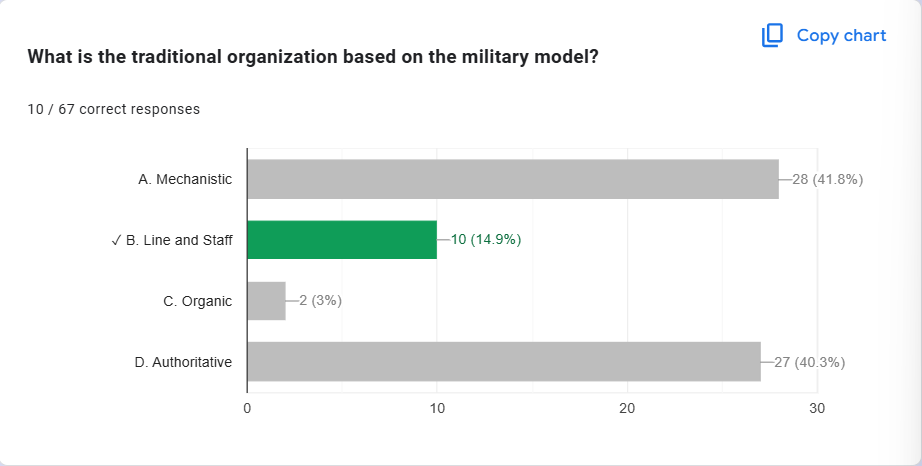 Copy chart
What is the traditional organization based on the military model?
10 / 67 correct responses
A. Mechanistic
28 (41.8%)
✓ B. Line and Staff
10 (14.9%)
C. Organic
2 (3%)
D. Authoritative
27 (40.3%)
0 10 20 30